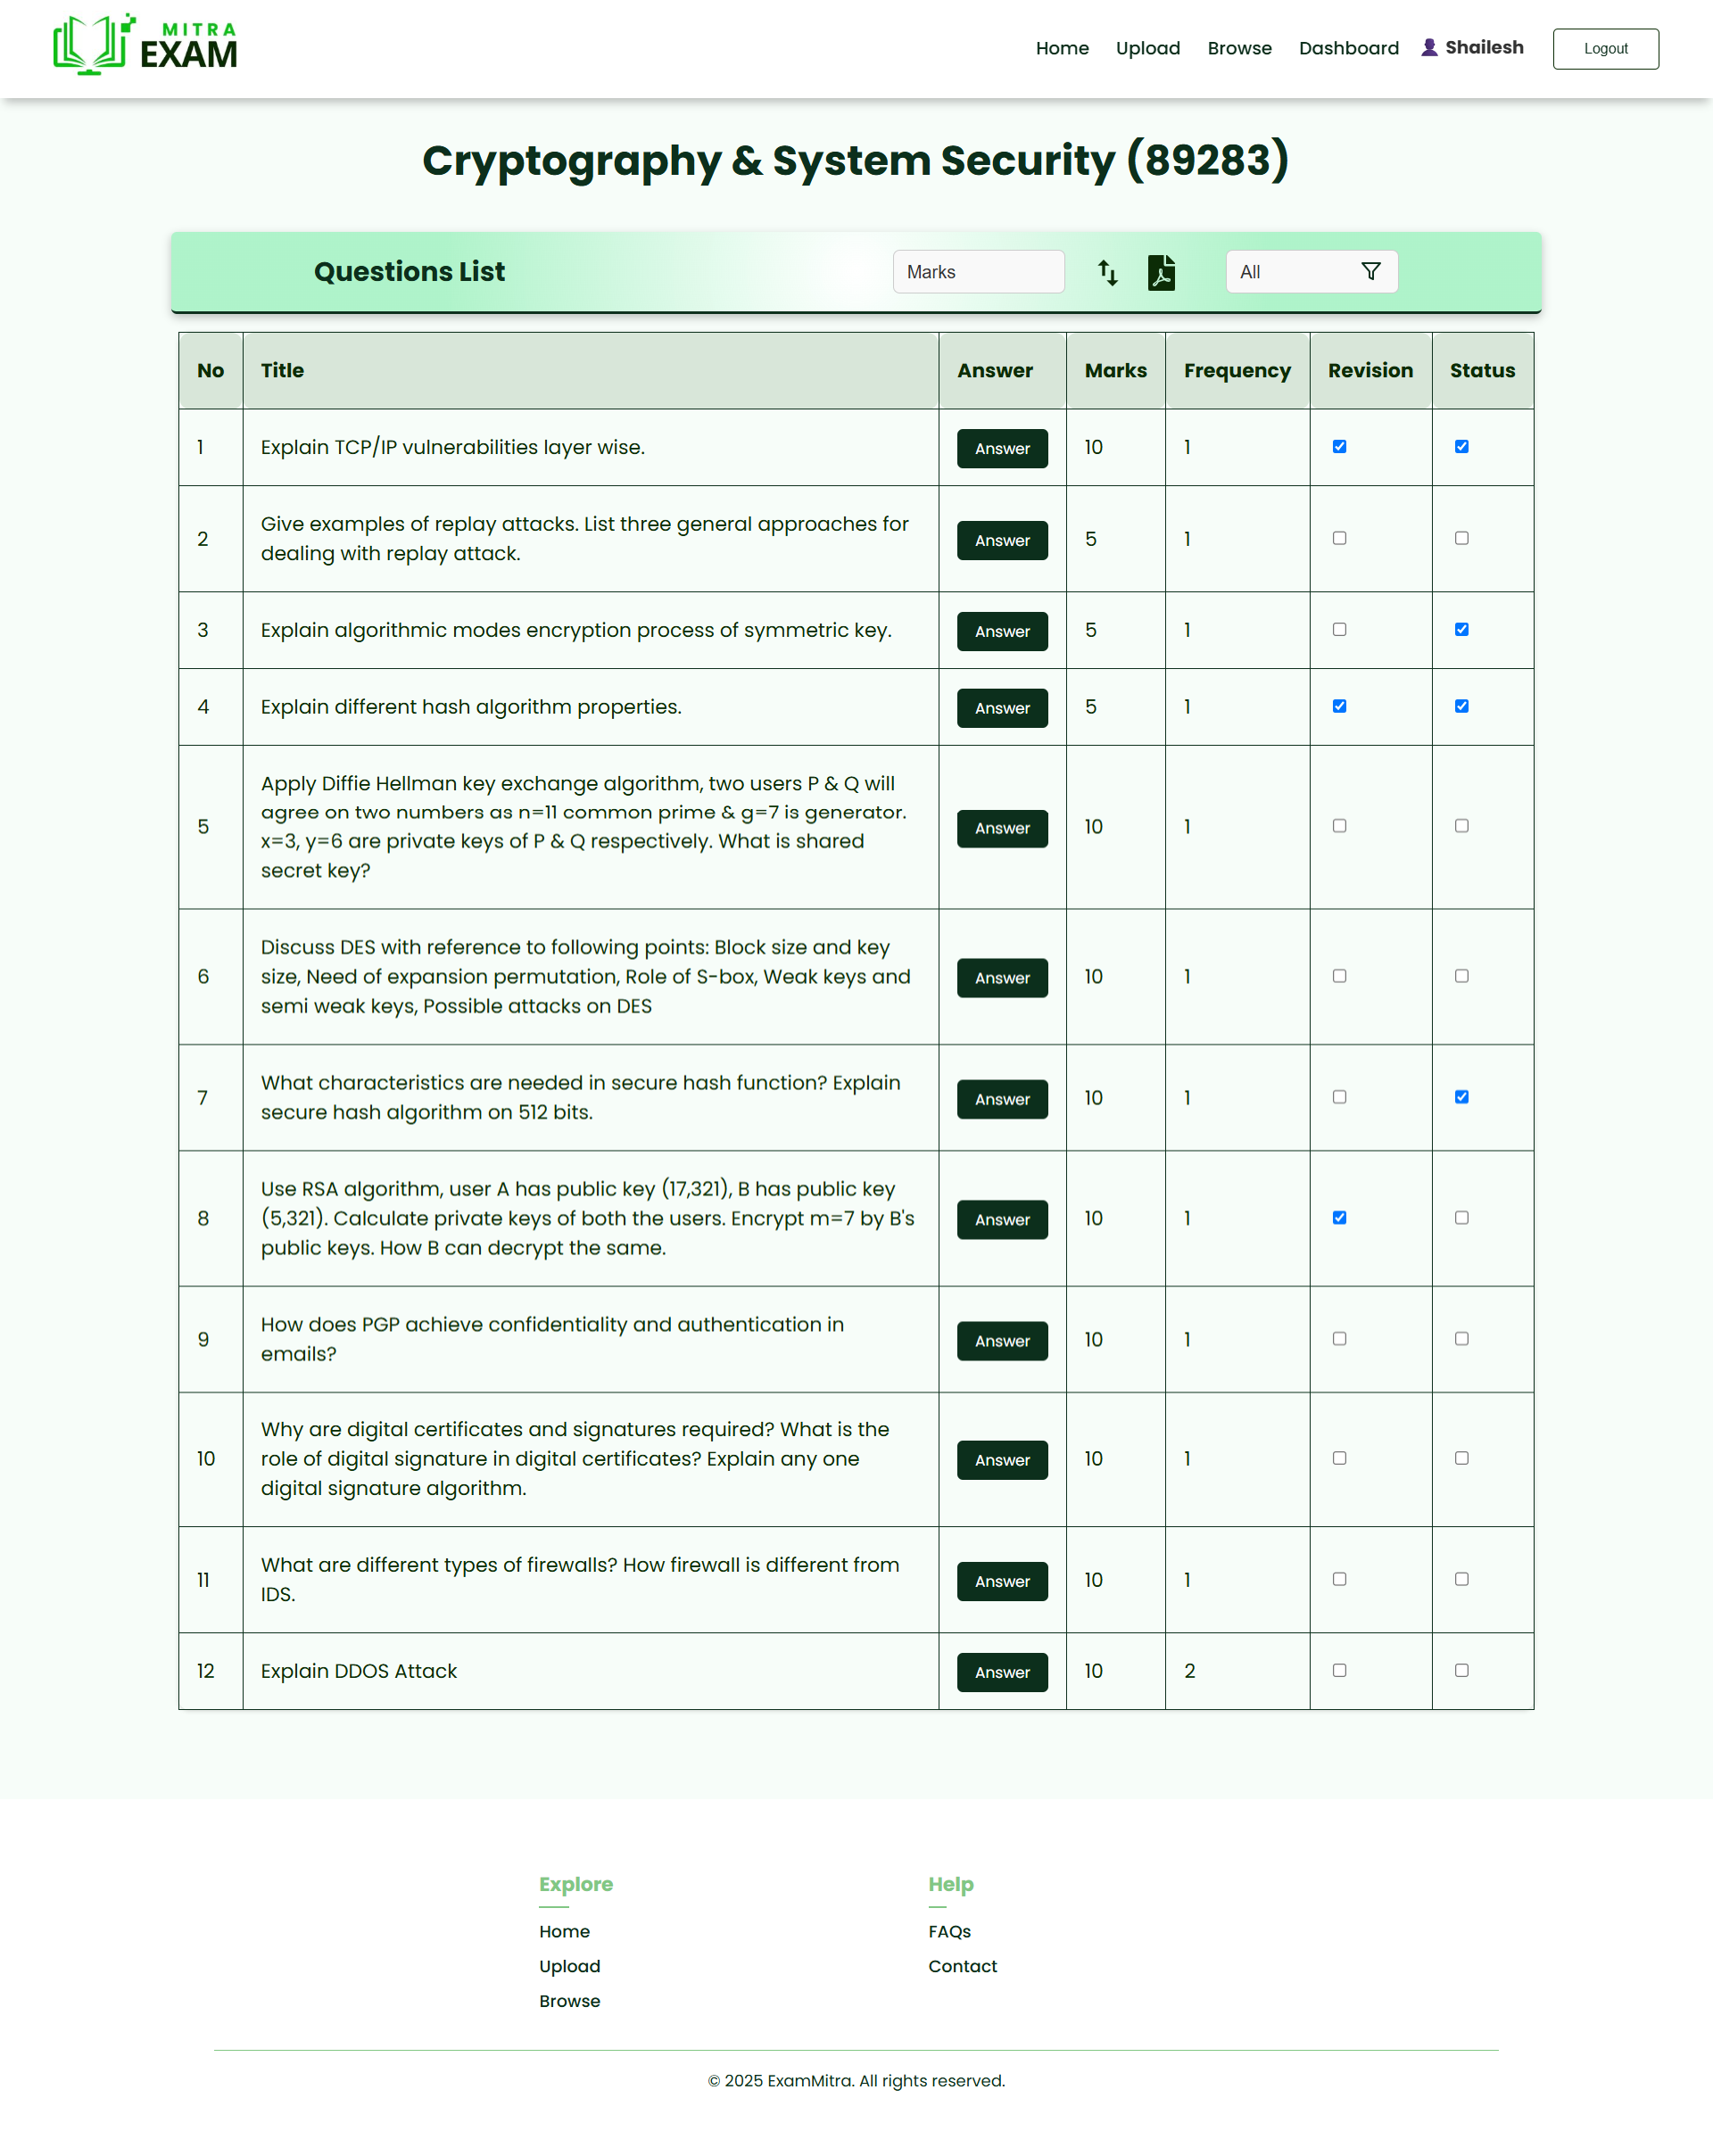 MITRA
EXAM
Home Upload Browse Dashboard Shailesh Logout
Cryptography & System Security (89283)
Questions List Marks All
No Title Answer Marks Frequency Revision Status
1 Explain TCP/IP vulnerabilities layer wise. Answer 10 1
2 Give examples of replay attacks. List three general approaches for
dealing with replay attack. Answer 5 1
3 Explain algorithmic modes encryption process of symmetric key. Answer 5 1
4 Explain different hash algorithm properties. Answer 5 1
5 Apply Diffie Hellman key exchange algorithm, two users P & Q will
agree on two numbers as n=11 common prime & g=7 is generator.
x=3, y=6 are private keys of P & Q respectively. What is shared
secret key? Answer 10 1
6 Discuss DES with reference to following points: Block size and key
size, Need of expansion permutation, Role of S-box, Weak keys and
semi weak keys, Possible attacks on DES Answer 10 1
7 What characteristics are needed in secure hash function? Explain
secure hash algorithm on 512 bits. Answer 10 1
8 Use RSA algorithm, user A has public key (17,321), B has public key
(5,321). Calculate private keys of both the users. Encrypt m=7 by B's
public keys. How B can decrypt the same. Answer 10 1
9 How does PGP achieve confidentiality and authentication in
emails? Answer 10 1
10 Why are digital certificates and signatures required? What is the
role of digital signature in digital certificates? Explain any one
digital signature algorithm. Answer 10 1
11 What are different types of firewalls? How firewall is different from
IDS. Answer 10 1
12 Explain DDOS Attack Answer 10 2
Explore
Home
Upload
Browse
Help
FAQs
Contact
© 2025 ExamMitra. All rights reserved.